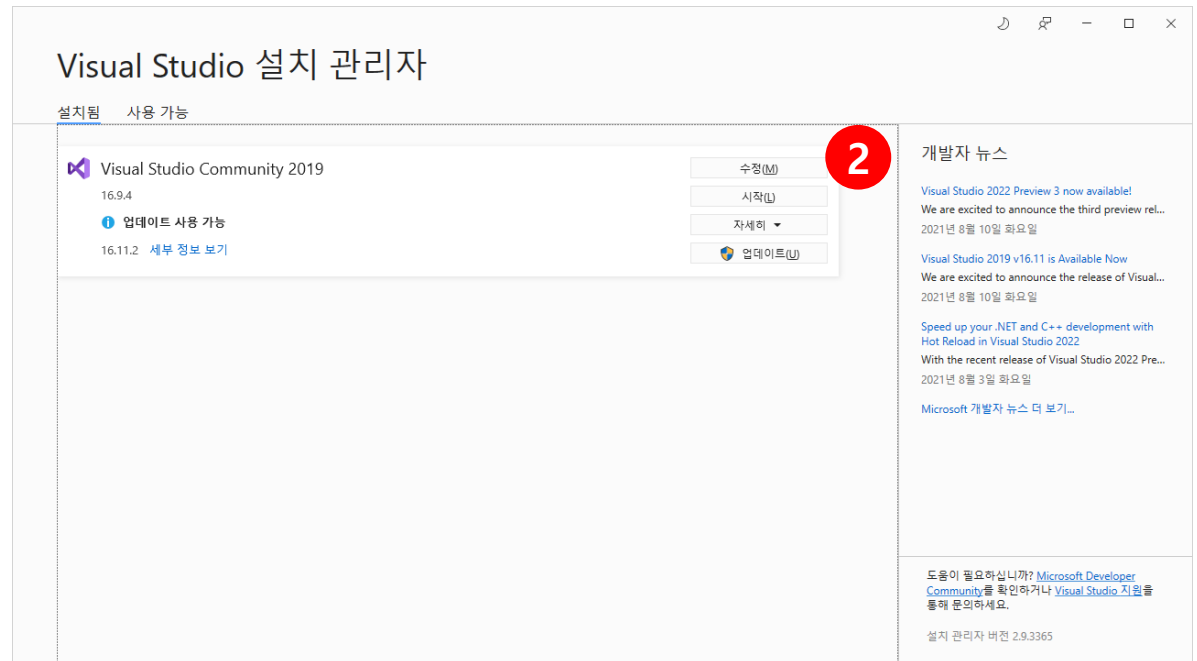 Visual Studio 설치 관리자
설치됨 사용 가능
Visual Studio Community 2019
16.9.4
업데이트 사용 가능
16.11.2 세부 정보 보기
수정(M)
시작(L)
자세히
업데이트(U)
2
개발자 뉴스
Visual Studio 2022 Preview 3 now available!
We are excited to announce the third preview rel...
2021년 8월 10일 화요일
Visual Studio 2019 v16.11 is Available Now
We are excited to announce the release of Visual...
2021년 8월 10일 화요일
Speed up your .NET and C++ development with
Hot Reload in Visual Studio 2022
With the recent release of Visual Studio 2022 Pre...
2021년 8월 3일 화요일
Microsoft 개발자 뉴스 더 보기...
도움이 필요하십니까? Microsoft Developer
Community를 확인하거나 Visual Studio 지원을
통해 문의하세요.
설치 관리자 버전 2.9.3365